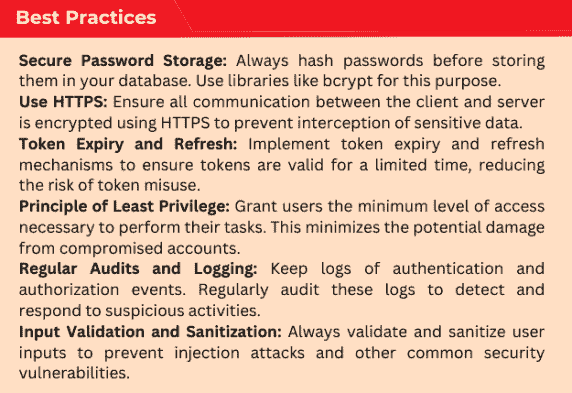 Best Practices
Secure Password Storage: Always hash passwords before storing
them in your database. Use libraries like bcrypt for this purpose.
Use HTTPS: Ensure all communication between the client and server
is encrypted using HTTPS to prevent interception of sensitive data.
Token Expiry and Refresh: Implement token expiry and refresh
mechanisms to ensure tokens are valid for a limited time, reducing
the risk of token misuse.
Principle of Least Privilege: Grant users the minimum level of access
necessary to perform their tasks. This minimizes the potential damage
from compromised accounts.
Regular Audits and Logging: Keep logs of authentication and
authorization events. Regularly audit these logs to detect and
respond to suspicious activities.
Input Validation and Sanitization: Always validate and sanitize user
inputs to prevent injection attacks and other common security
vulnerabilities.